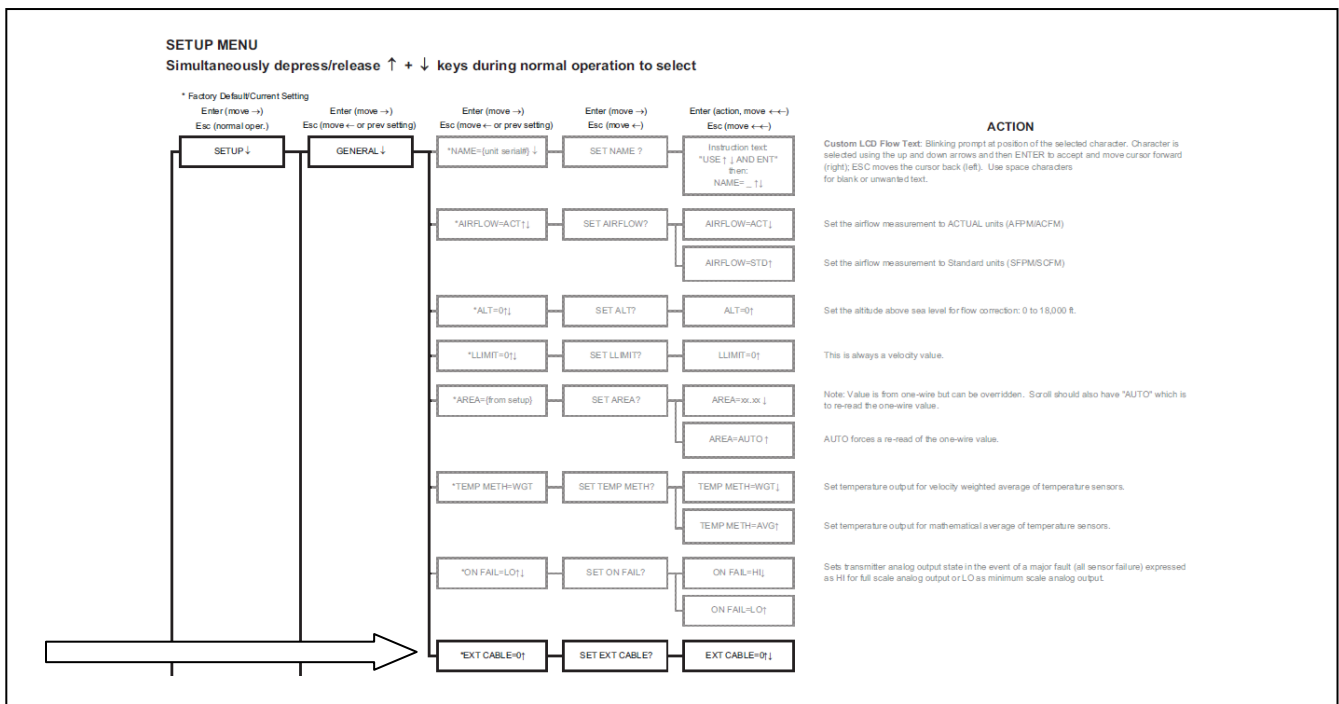 SETUP MENU
Simultaneously depress/release ↑ + ↓ keys during normal operation to select
* Factory Default/Current Setting
Enter (move →)
Esc (normal oper.)
Enter (move →)
Esc (move ← or prev setting)
Enter (move →)
Esc (move ← or prev setting)
Enter (move →)
Esc (move ←)
Enter (action, move ←←)
Esc (move ←←)
ACTION
SETUP ↓
GENERAL ↓
*NAME={unit serial#} ↓
SET NAME ?
Instruction text:
"USE ↑ ↓ AND ENT"
then:
NAME= _ ↑↓
Custom LCD Flow Text: Blinking prompt at position of the selected character. Character is
selected using the up and down arrows and then ENTER to accept and move cursor forward
(right); ESC moves the cursor back (left). Use space characters
for blank or unwanted text.
*AIRFLOW=ACT↑↓
SET AIRFLOW?
AIRFLOW=ACT↓
Set the airflow measurement to ACTUAL units (AFPM/ACFM)
AIRFLOW=STD↑
Set the airflow measurement to Standard units (SFPM/SCFM)
*ALT=0↑↓
SET ALT?
ALT=0↑
Set the altitude above sea level for flow correction: 0 to 18,000 ft.
*LLIMIT=0↑↓
SET LLIMIT?
LLIMIT=0↑
This is always a velocity value.
*AREA={from setup}
SET AREA?
AREA=xx.xx ↓
Note: Value is from one-wire but can be overridden. Scroll should also have "AUTO" which is
to re-read the one-wire value.
AREA=AUTO ↑
AUTO forces a re-read of the one-wire value.
*TEMP METH=WGT
SET TEMP METH?
TEMP METH=WGT↓
Set temperature output for velocity weighted average of temperature sensors.
TEMP METH=AVG↑
Set temperature output for mathematical average of temperature sensors.
*ON FAIL=LO↑↓
SET ON FAIL?
ON FAIL=HI↓
Sets transmitter analog output state in the event of a major fault (all sensor failure) expressed
as HI for full scale analog output or LO as minimum scale analog output.
ON FAIL=LO↑
*EXT CABLE=0↑
SET EXT CABLE?
EXT CABLE=0↑↓